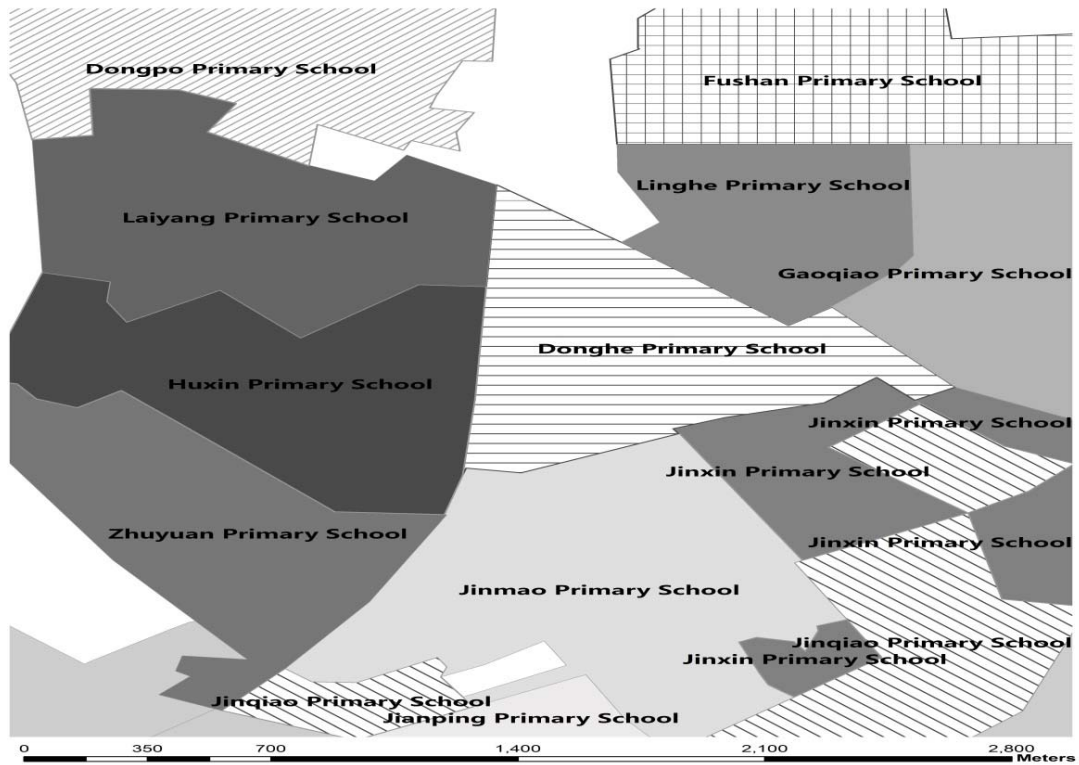 Dongpo Primary School
Fushan Primary School
Linghe Primary School
Laiyang Primary School
Gaoqiao Primary School
Donghe Primary School
Huxin Primary School
Jinxin Primary School
Jinxin Primary School
Zhuyuan Primary School
Jinxin Primary School
Jinmao Primary School
Jinqiao Primary School
Jinxin Primary School
Jinqiao Primary School
Jianping Primary School
0 350 700 1,400 2,100 2,800
Meters